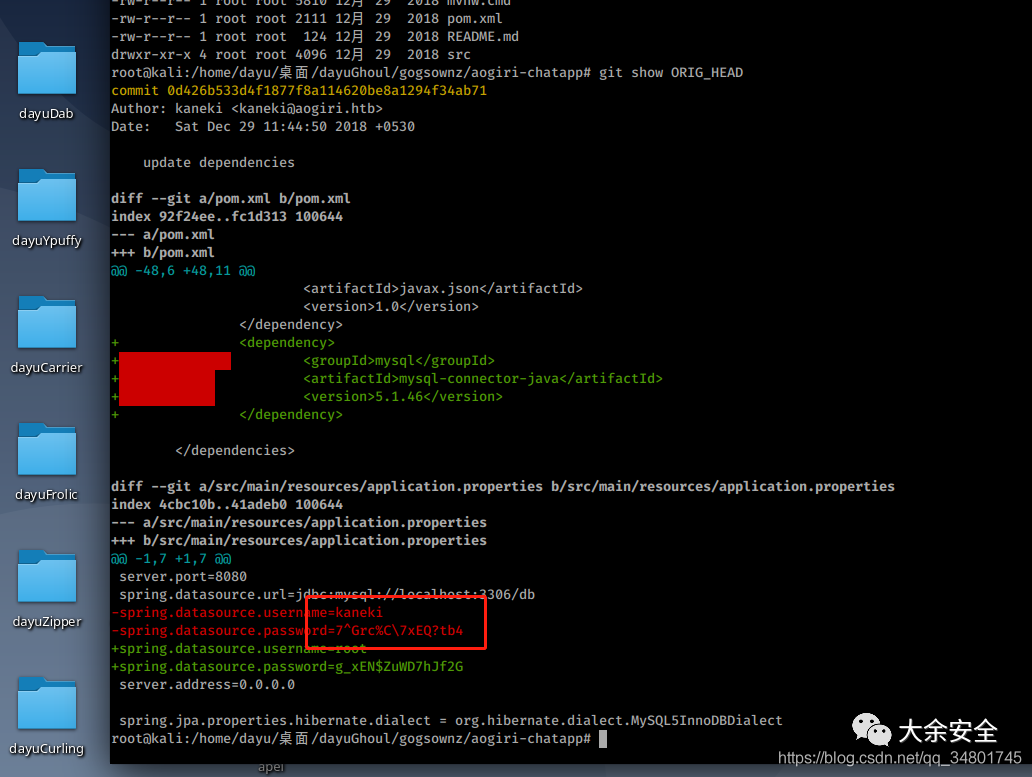 -rw-r--r-- 1 root root 5810 12月 29  2018 mvnw.cmd
-rw-r--r-- 1 root root 2111 12月 29  2018 pom.xml
-rw-r--r-- 1 root root  124 12月 29  2018 README.md
drwxr-xr-x 4 root root 4096 12月 29  2018 src
root@kali:/home/dayu/桌面/dayuGhoul/gogsownz/aogiri-chatapp# git show ORIG_HEAD
commit 0d426b533d4f1877f8a114620be8a1294f34ab71
Author: kaneki <kaneki@aogiri.htb>
Date:   Sat Dec 29 11:44:50 2018 +0530
    update dependencies
diff --git a/pom.xml b/pom.xml
index 92f24ee..fc1d313 100644
--- a/pom.xml
+++ b/pom.xml
@@ -48,6 +48,11 @@
                        <artifactId>javax.json</artifactId>
                        <version>1.0</version>
                </dependency>
+               <dependency>
+                       <groupId>mysql</groupId>
+                       <artifactId>mysql-connector-java</artifactId>
+                       <version>5.1.46</version>
+               </dependency>
        </dependencies>
diff --git a/src/main/resources/application.properties b/src/main/resources/application.properties
index 4cbc10b..41adeb0 100644
--- a/src/main/resources/application.properties
+++ b/src/main/resources/application.properties
@@ -1,7 +1,7 @@
 server.port=8080
 spring.datasource.url=jdbc:mysql://localhost:3306/db
-spring.datasource.username=kaneki
-spring.datasource.password=7^Grc%C\7xEQ?tb4
+spring.datasource.username=root
+spring.datasource.password=g_xEN$ZuWD7hJf2G
 server.address=0.0.0.0
 spring.jpa.properties.hibernate.dialect = org.hibernate.dialect.MySQL5InnoDBDialect
root@kali:/home/dayu/桌面/dayuGhoul/gogsownz/aogiri-chatapp#
dayuDab
dayuYpuffy
dayuCarrier
dayuFrolic
dayuZipper
dayuCurling
apel
大余安全
https://blog.csdn.net/qq_34801745